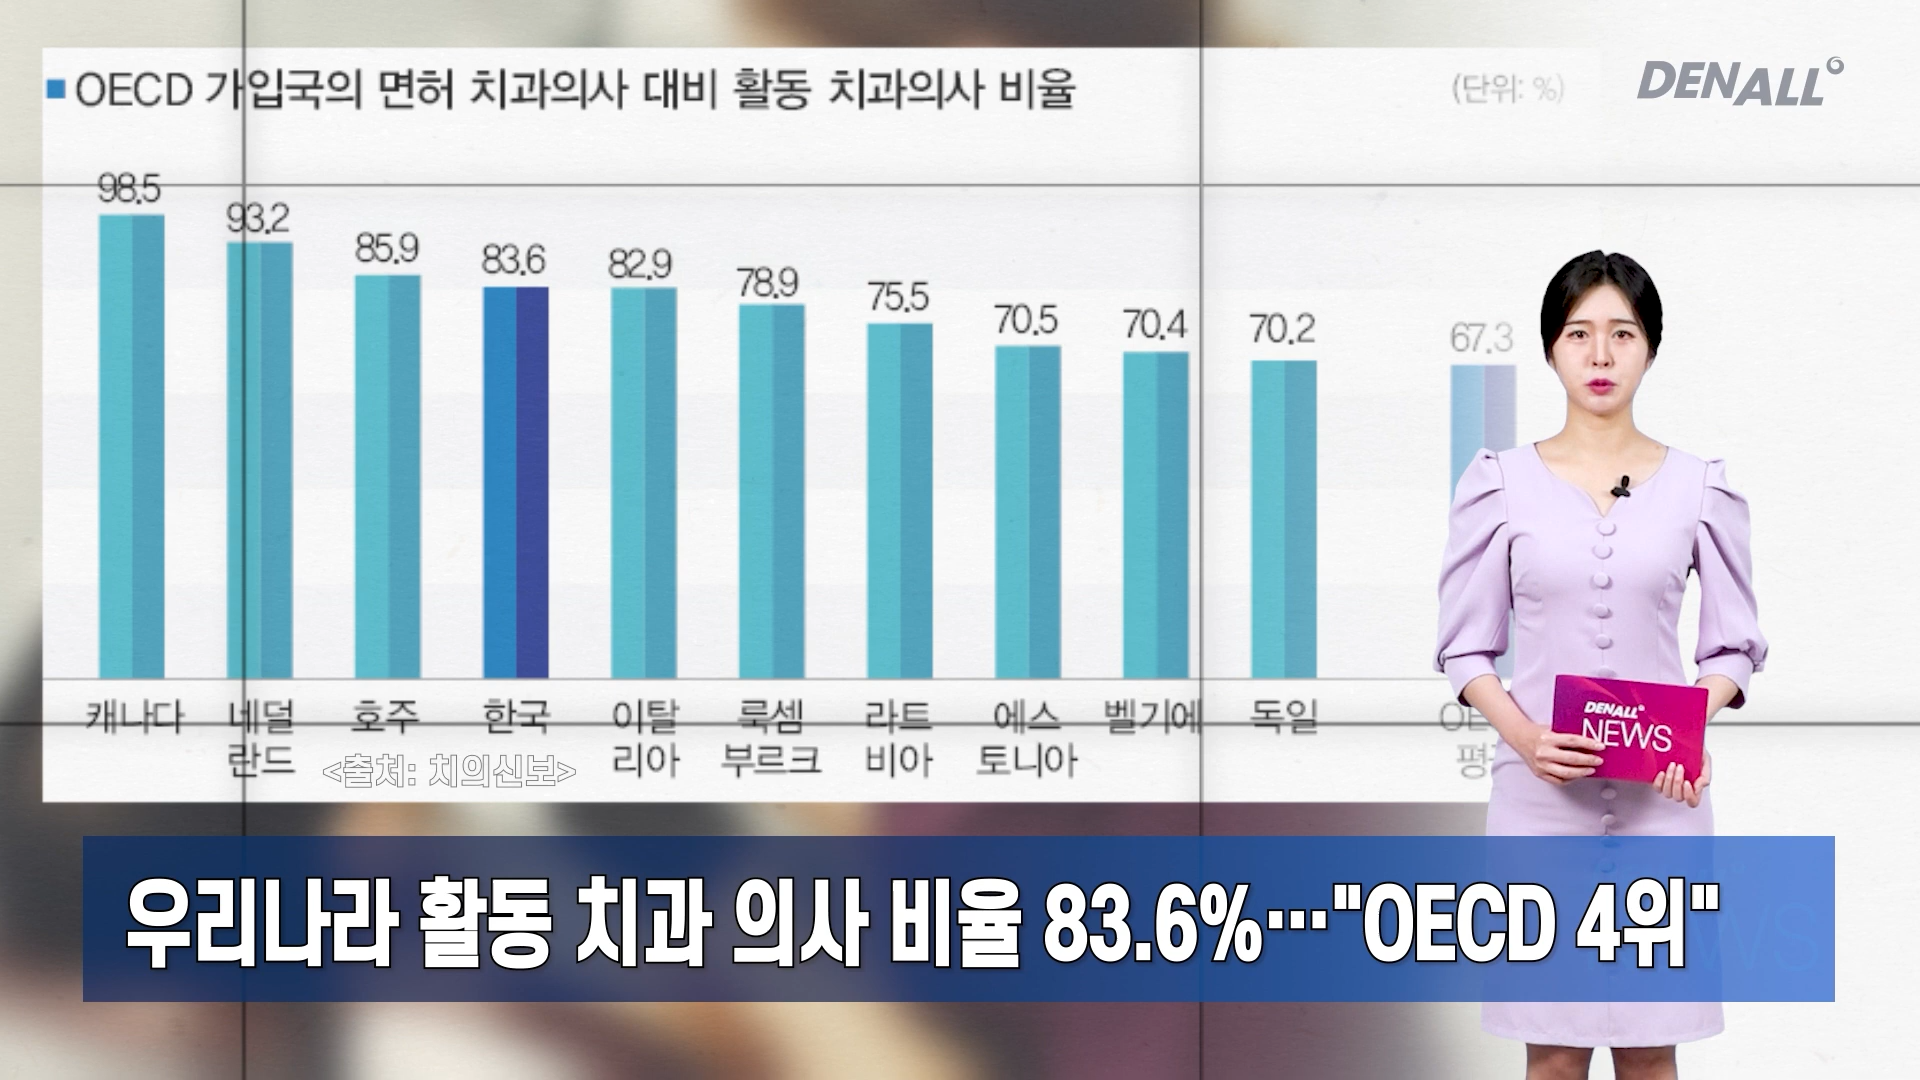 ■ OECD 가입국의 면허 치과의사 대비 활동 치과의사 비율
(단위: %)
DENALL
98.5
93.2
85.9
83.6
82.9
78.9
75.5
70.5
70.4
70.2
67.3
캐나다
네덜
란드
호주
한국
이탈
리아
룩셈
부르크
라트
비아
에스
토니아
벨기에
독일
<출처: 치의신보>
DENALL
NEWS
우리나라 활동 치과 의사 비율 83.6%…"OECD 4위"